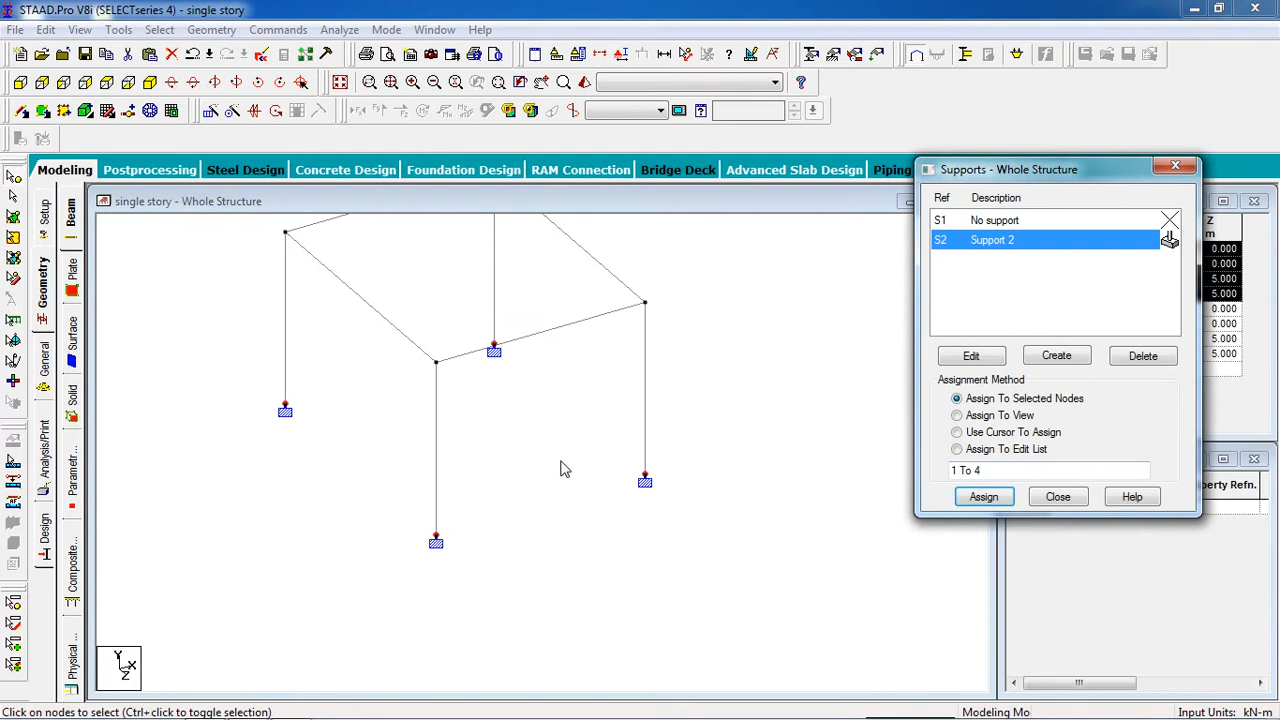 STAAD.Pro V8i (SELECTseries 4) - single story
File Edit View Tools Select Geometry Commands Analyze Mode Window Help
Modeling Postprocessing Steel Design Concrete Design Foundation Design RAM Connection Bridge Deck Advanced Slab Design Piping
single story - Whole Structure
Setup
Geometry
General
Analysis/Print
Design
Beam
Plate
Surface
Solid
Parametr...
Composite...
Physical ...
Y
X
Z
Supports - Whole Structure
Ref Description
S1 No support
S2 Support 2
Edit Create Delete
Assignment Method
Assign To Selected Nodes
Assign To View
Use Cursor To Assign
Assign To Edit List
1 To 4
Assign Close Help
Z
m
0.000
0.000
5.000
5.000
0.000
0.000
5.000
5.000
perty Refn.
Click on nodes to select (Ctrl+click to toggle selection)
Modeling Mo
Input Units: kN-m